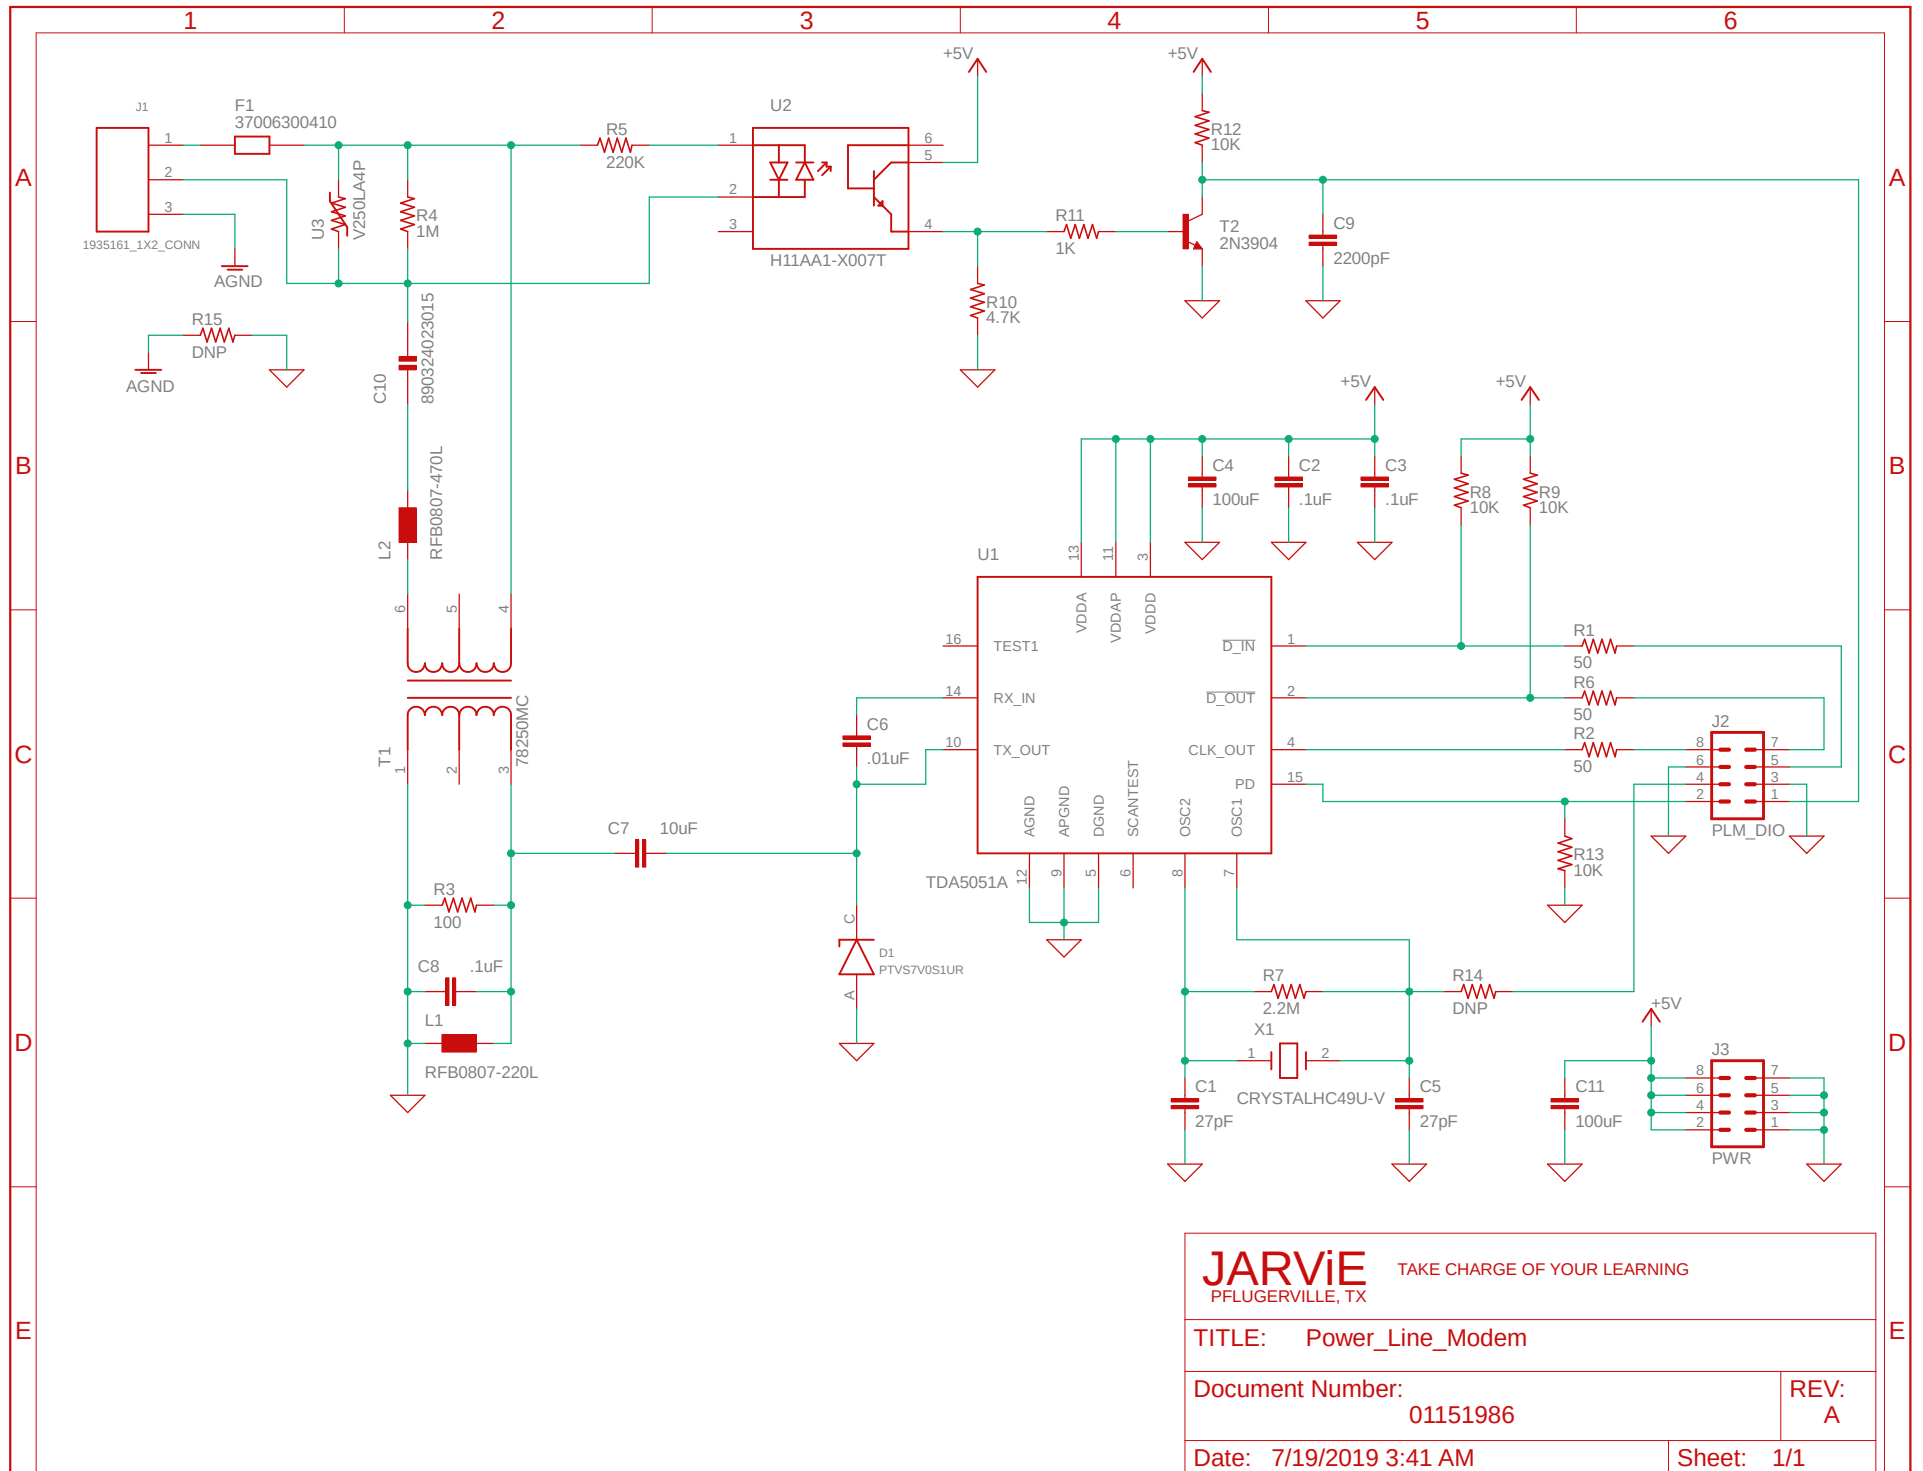 1 2 3 4 5 6
A
A
B
B
C
C
D
D
E
E
J1
1
2
3
1935161_1X2_CONN
AGND
F1
37006300410
U3
V250LA4P
R4
1M
R5
220K
U2
1
2
3
6
5
4
H11AA1-X007T
+5V
R10
4.7K
R11
1K
+5V
R12
10K
T2
2N3904
C9
2200pF
R15
DNP
AGND
C10
890324023015
L2
RFB0807-470L
6
5
4
T1
78250MC
1
2
3
C7 10uF
R3
100
C8 .1uF
L1
RFB0807-220L
C6
.01uF
C
D1
PTVS7V0S1UR
A
+5V
C4
100uF
C2
.1uF
C3
.1uF
+5V
R8
10K
R9
10K
U1
13
11
3
VDDA
VDDAP
VDDD
16 TEST1
14 RX_IN
10 TX_OUT
D_IN 1
D_OUT 2
CLK_OUT 4
PD 15
AGND
APGND
DGND
SCANTEST
OSC2
OSC1
TDA5051A
12
9
5
6
8
7
R1
50
R6
50
R2
50
J2
8 7
6 5
4 3
2 1
PLM_DIO
R13
10K
R7
2.2M
R14
DNP
X1
1 2
CRYSTALHC49U-V
C1
27pF
C5
27pF
+5V
C11
100uF
J3
8 7
6 5
4 3
2 1
PWR
JARViE
TAKE CHARGE OF YOUR LEARNING
PFLUGERVILLE, TX
TITLE: Power_Line_Modem
Document Number:
01151986
REV:
A
Date: 7/19/2019 3:41 AM
Sheet: 1/1